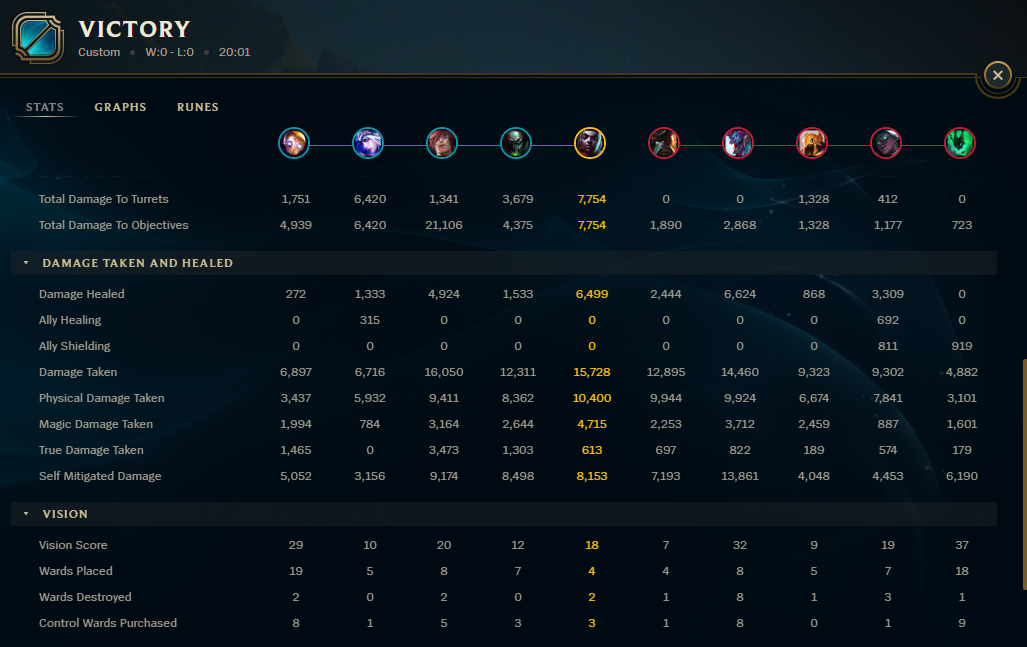 VICTORY
Custom • W:0 - L:0 • 20:01
STATS GRAPHS RUNES
Total Damage To Turrets 1,751 6,420 1,341 3,679 7,754 0 0 1,328 412 0
Total Damage To Objectives 4,939 6,420 21,106 4,375 7,754 1,890 2,868 1,328 1,177 723
DAMAGE TAKEN AND HEALED
Damage Healed 272 1,333 4,924 1,533 6,499 2,444 6,624 868 3,309 0
Ally Healing 0 315 0 0 0 0 0 0 692 0
Ally Shielding 0 0 0 0 0 0 0 0 811 919
Damage Taken 6,897 6,716 16,050 12,311 15,728 12,895 14,460 9,323 9,302 4,882
Physical Damage Taken 3,437 5,932 9,411 8,362 10,400 9,944 9,924 6,674 7,841 3,101
Magic Damage Taken 1,994 784 3,164 2,644 4,715 2,253 3,712 2,459 887 1,601
True Damage Taken 1,465 0 3,473 1,303 613 697 822 189 574 179
Self Mitigated Damage 5,052 3,156 9,174 8,498 8,153 7,193 13,861 4,048 4,453 6,190
VISION
Vision Score 29 10 20 12 18 7 32 9 19 37
Wards Placed 19 5 8 7 4 4 8 5 7 18
Wards Destroyed 2 0 2 0 2 1 8 1 3 1
Control Wards Purchased 8 1 5 3 3 1 8 0 1 9